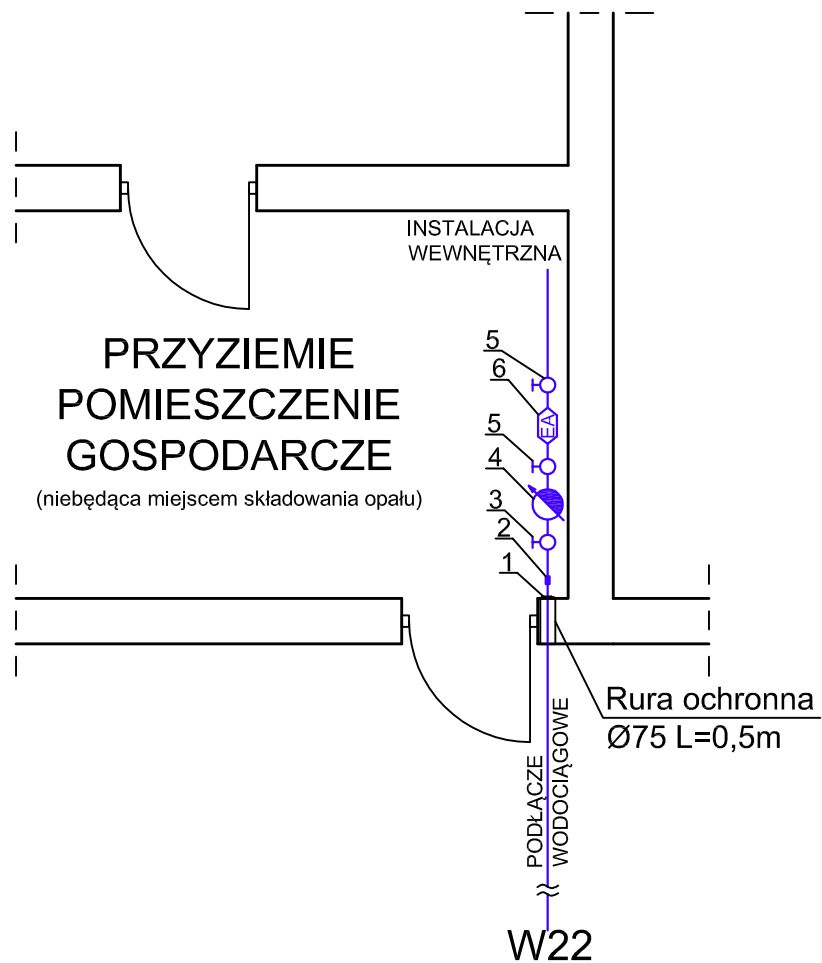 INSTALACJA
WEWNĘTRZNA
PRZYZIEMIE
POMIESZCZENIE
GOSPODARCZE
(niebędąca miejscem składowania opału)
5
6
EA
5
4
3
2
1
Rura ochronna
Ø75 L=0,5m
PODŁĄCZE
WODOCIĄGOWE
W22